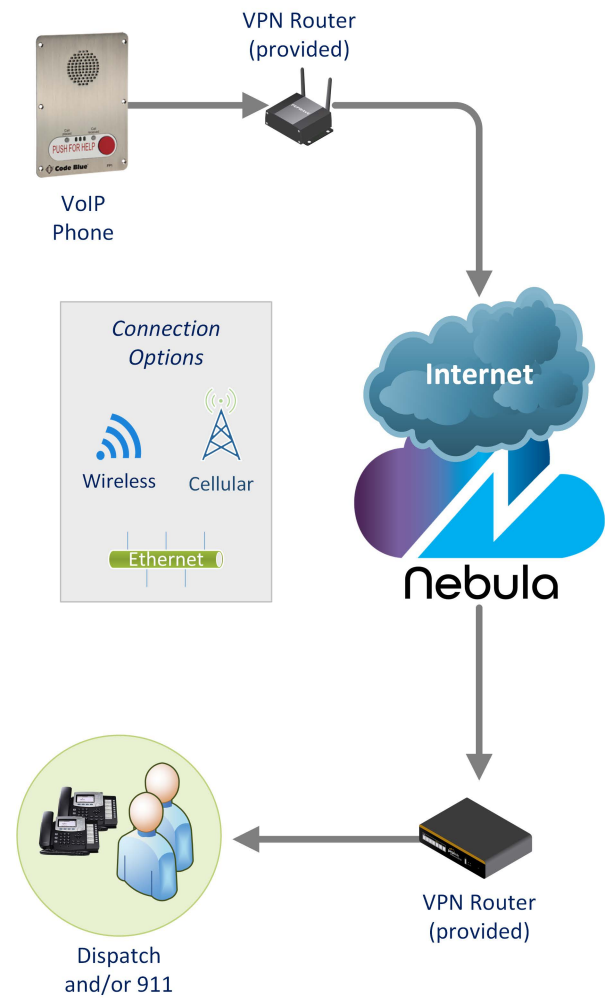 VPN Router
(provided)
PUSH FOR HELP
Code Blue
VoIP
Phone
Connection
Options
Wireless
Cellular
Ethernet
Internet
Nebula
VPN Router
(provided)
Dispatch
and/or 911